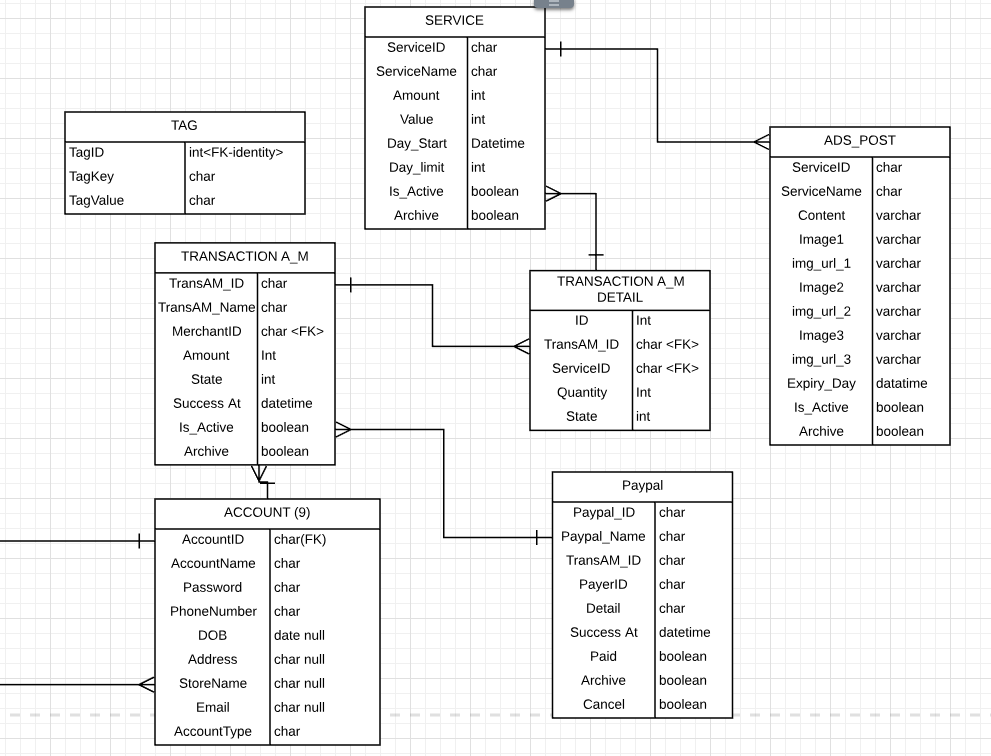 SERVICE
ServiceID char
ServiceName char
Amount int
Value int
Day_Start Datetime
Day_limit int
Is_Active boolean
Archive boolean
TAG
TagID int<FK-identity>
TagKey char
TagValue char
ADS_POST
ServiceID char
ServiceName char
Content varchar
Image1 varchar
img_url_1 varchar
Image2 varchar
img_url_2 varchar
Image3 varchar
img_url_3 varchar
Expiry_Day datatime
Is_Active boolean
Archive boolean
TRANSACTION A_M
TransAM_ID char
TransAM_Name char
MerchantID char <FK>
Amount Int
State int
Success At datetime
Is_Active boolean
Archive boolean
TRANSACTION A_M
DETAIL
ID Int
TransAM_ID char <FK>
ServiceID char <FK>
Quantity Int
State int
ACCOUNT (9)
AccountID char(FK)
AccountName char
Password char
PhoneNumber char
DOB date null
Address char null
StoreName char null
Email char null
AccountType char
Paypal
Paypal_ID char
Paypal_Name char
TransAM_ID char
PayerID char
Detail char
Success At datetime
Paid boolean
Archive boolean
Cancel boolean